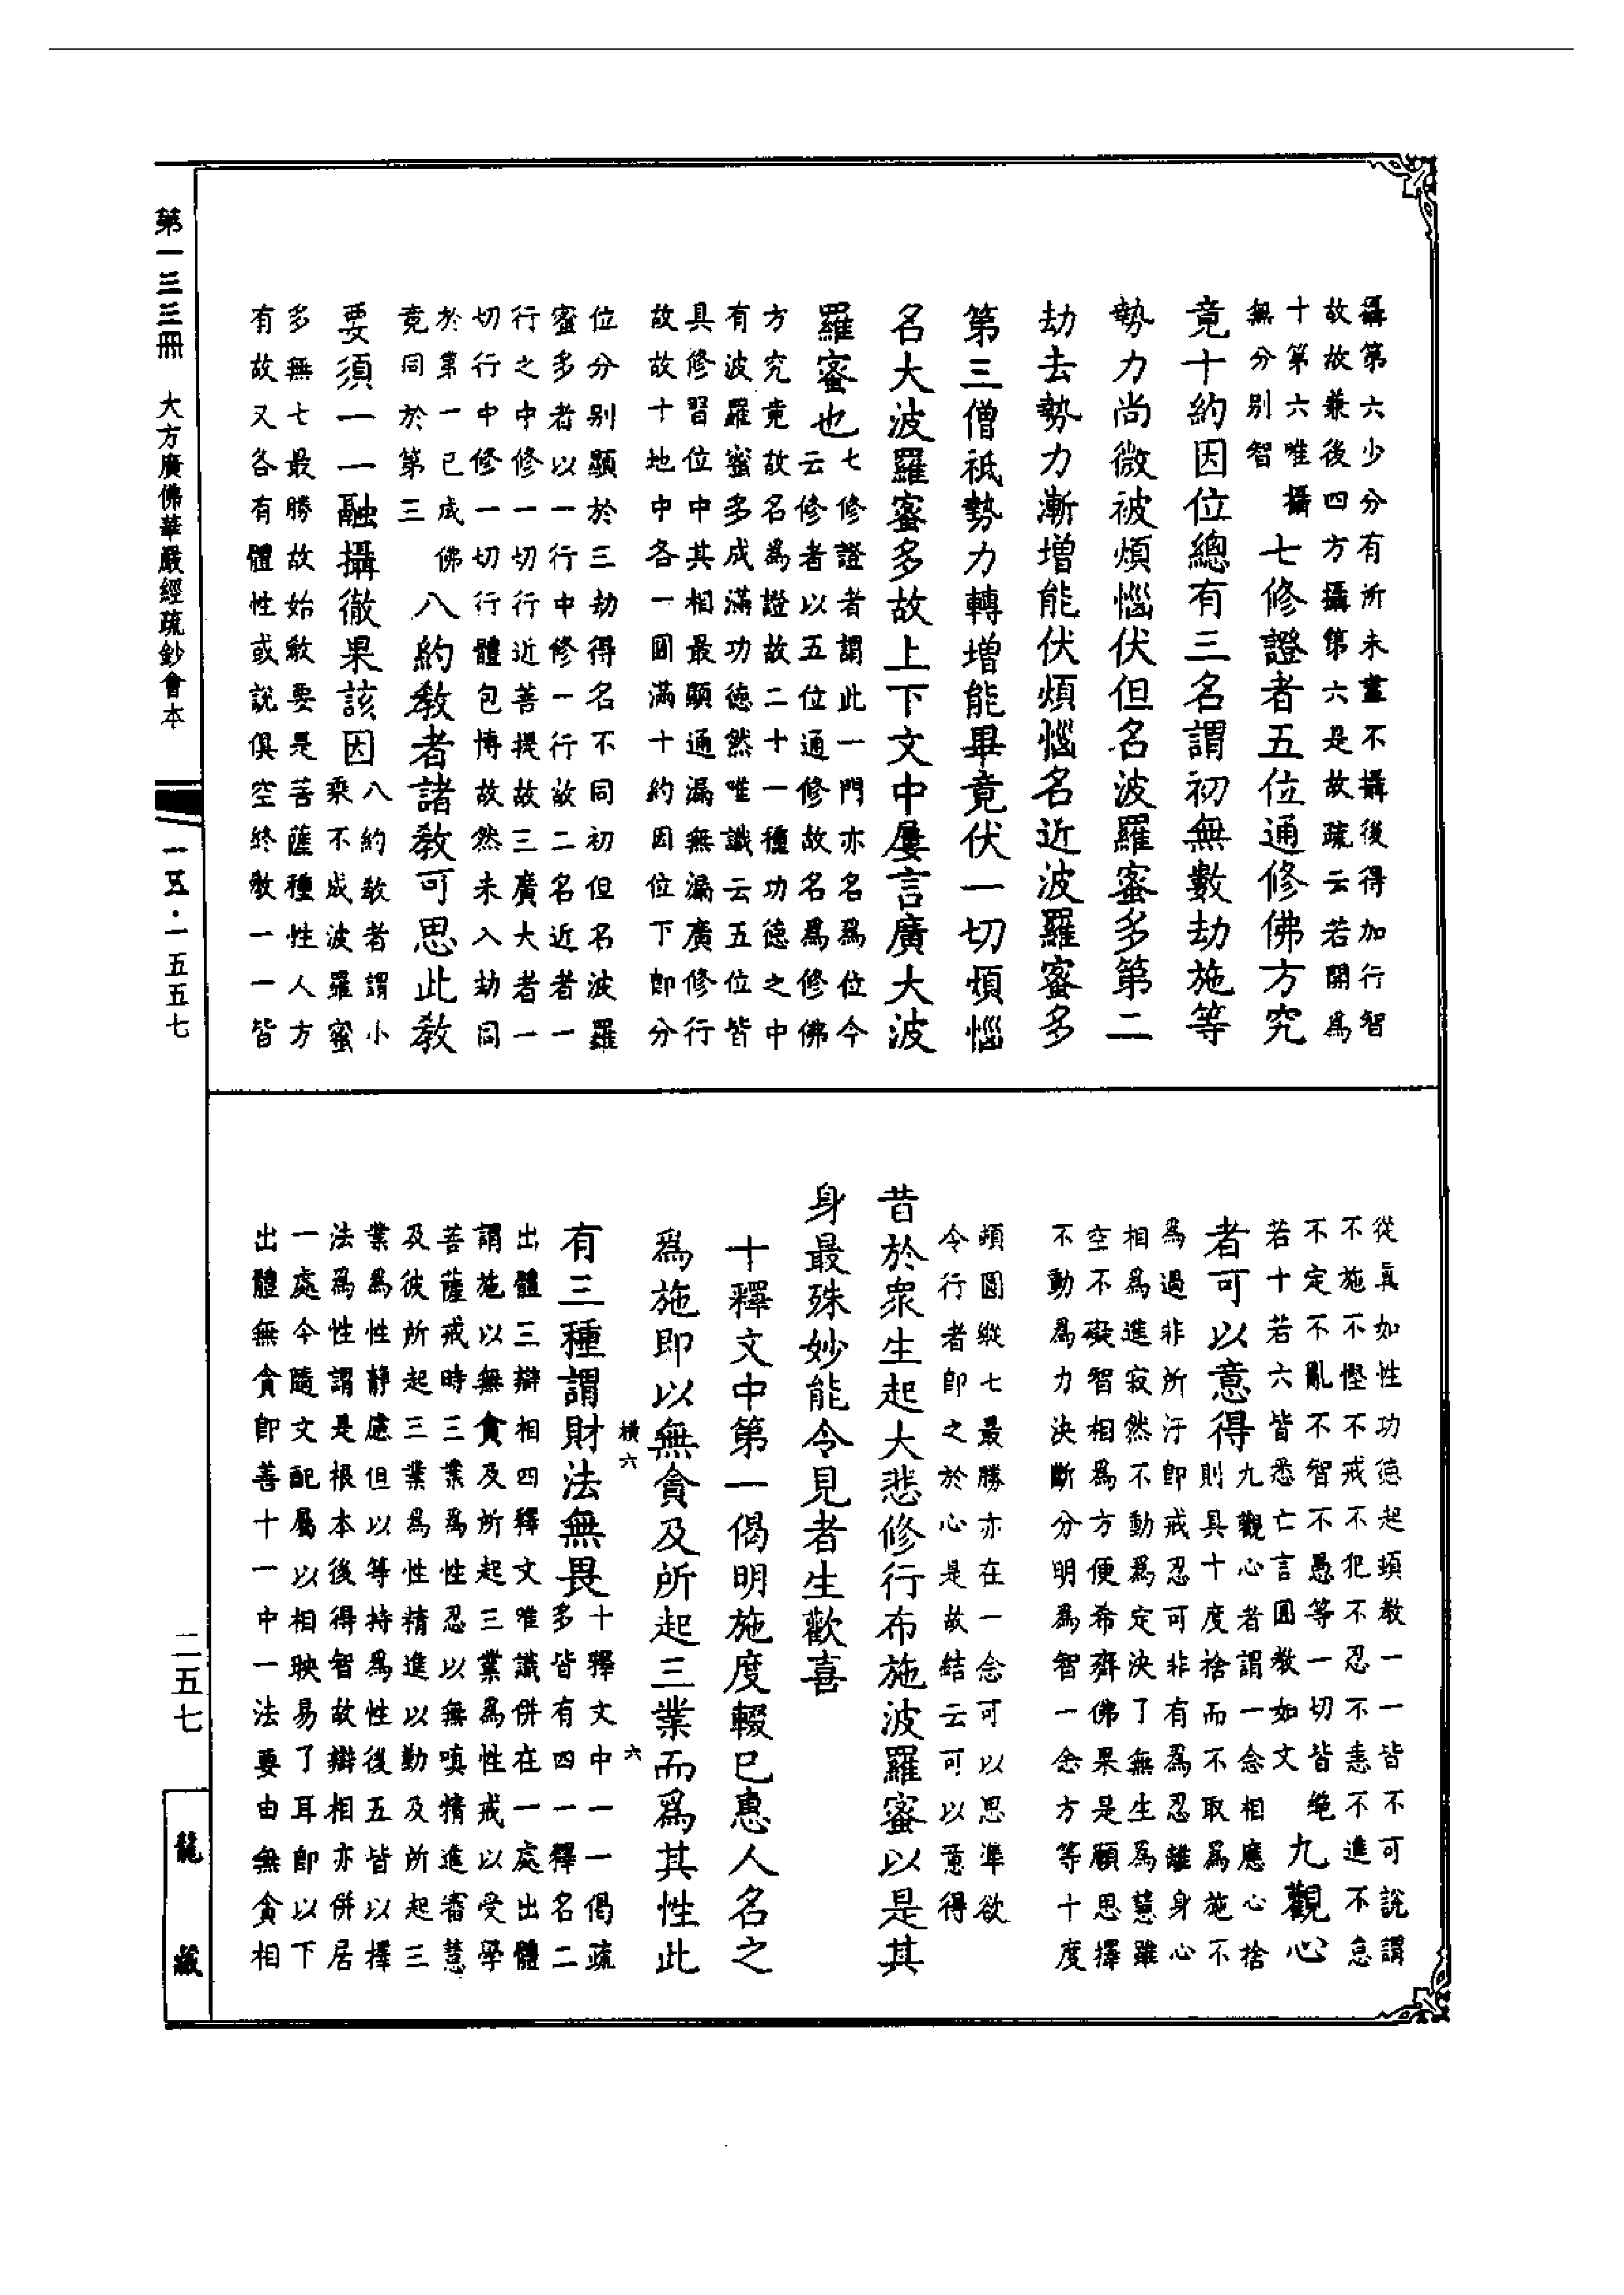 攝第六少分有所未盡不攝後得加行智
故故兼後四方攝第六是故疏云若開爲
十第六唯攝
無分別智
七修證者五位通修佛方究
竟十約因位總有三名謂初無數劫施等
勢力尚微被煩惱伏但名波羅蜜多第二
劫去勢力漸增能伏煩惱名近波羅蜜多
第三僧祇勢力轉增能畢竟伏一切煩惱
名大波羅蜜多故上下文中屢言廣大波
羅蜜也
七修證者謂此一門亦名爲位今
云修者以五位通修故名爲修佛
方究竟故名爲證故二十一種功德之中
有波羅蜜多成滿功德然唯識云五位皆
具修習位中其相最顯通漏無漏廣修行
故故十地中各一圓滿十約因位下即分
位分別顯於三劫得名不同初但名波羅
蜜多者以一行中修一行故二名近者一
行之中修一切行近菩提故三廣大者一
切行中修一切行體包博故然未入劫同
於第一已成佛
竟同於第三
八約教者諸教可思此教
要須一一融攝徹果該因
八約教者謂小
乘不成波羅蜜
多無七最勝故始教要是菩薩種性人方
有故又各有體性或說俱空終教一一皆
從真如性功德起頓教一一皆不可說謂
不施不慳不戒不犯不忍不恚不進不怠
不定不亂不智不愚等一切皆絶
若十若六皆悉亡言圓教如文
九觀心
者可以意得
九觀心者謂一念相應心捨
則具十度捨而不取爲施不
爲過非所汙即戒忍可非有爲忍離身心
相爲進寂然不動爲定決了無生爲慧雖
空不礙智相爲方便希齊佛果是願思擇
不動爲力決斷分明爲智一念方等十度
頓圓縱七最勝亦在一念可以思準欲
令行者即之於心是故結云可以意得
昔於眾生起大悲修行布施波羅蜜以是其
身最殊妙能令見者生歡喜
十釋文中第一偈明施度輟已惠人名之
爲施即以無貪及所起三業而爲其性此
有三種謂財法無畏
橫六
六
十釋文中一一偈疏
多皆有四一釋名二
出體三辯相四釋文唯識併在一處出體
謂施以無貪及所起三業爲性戒以受學
菩薩戒時三業爲性忍以無嗔精進審慧
及彼所起三業爲性精進以勤及所起三
業爲性靜慮但以等持爲性後五皆以擇
法爲性謂是根本後得智故辯相亦併居
一處今隨文配屬以相映易了耳即以下
出體無貪即善十一中一法要由無貪相
第一三三冊 大方廣佛華嚴經疏鈔會本
一五・一五五七
二五七
龍藏